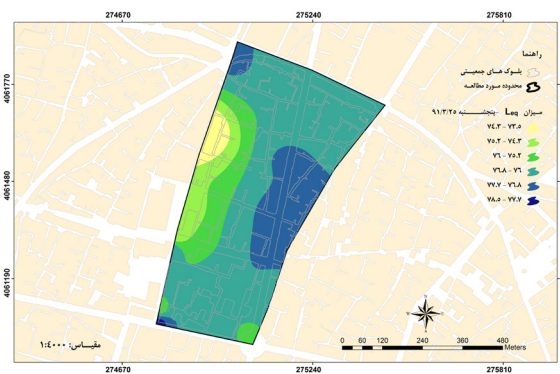 274670 275240 275810
4061770
4061480
4061190
راهنما
بلوک های جمعیتی
محدوده مورد مطالعه
میزان Leq پنجشنبه ۹۱/۳/۲۵
۷۴.۳ - ۷۳.۵
۷۵.۲ - ۷۴.۳
۷۶ - ۷۵.۲
۷۶.۸ - ۷۶
۷۷.۷ - ۷۶.۸
۷۸.۵ - ۷۷.۷
N
0 60 120 240 360 480
Meters
مقیاس: ۱:٤۰۰۰
274670 275240 275810